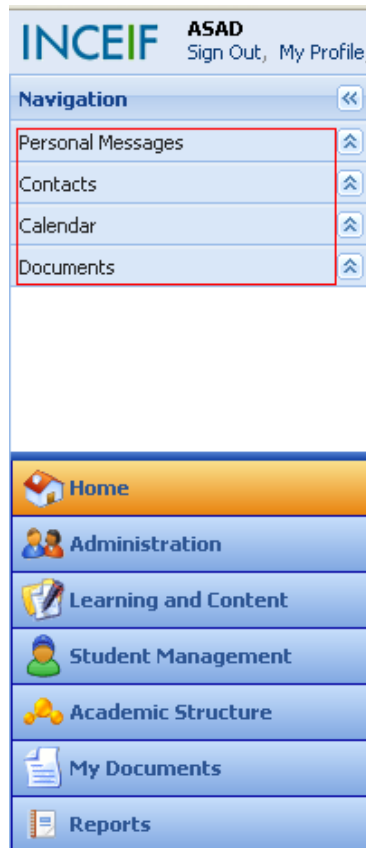 INCEIF
ASAD
Sign Out, My Profile,
Navigation
Personal Messages
Contacts
Calendar
Documents
Home
Administration
Learning and Content
Student Management
Academic Structure
My Documents
Reports